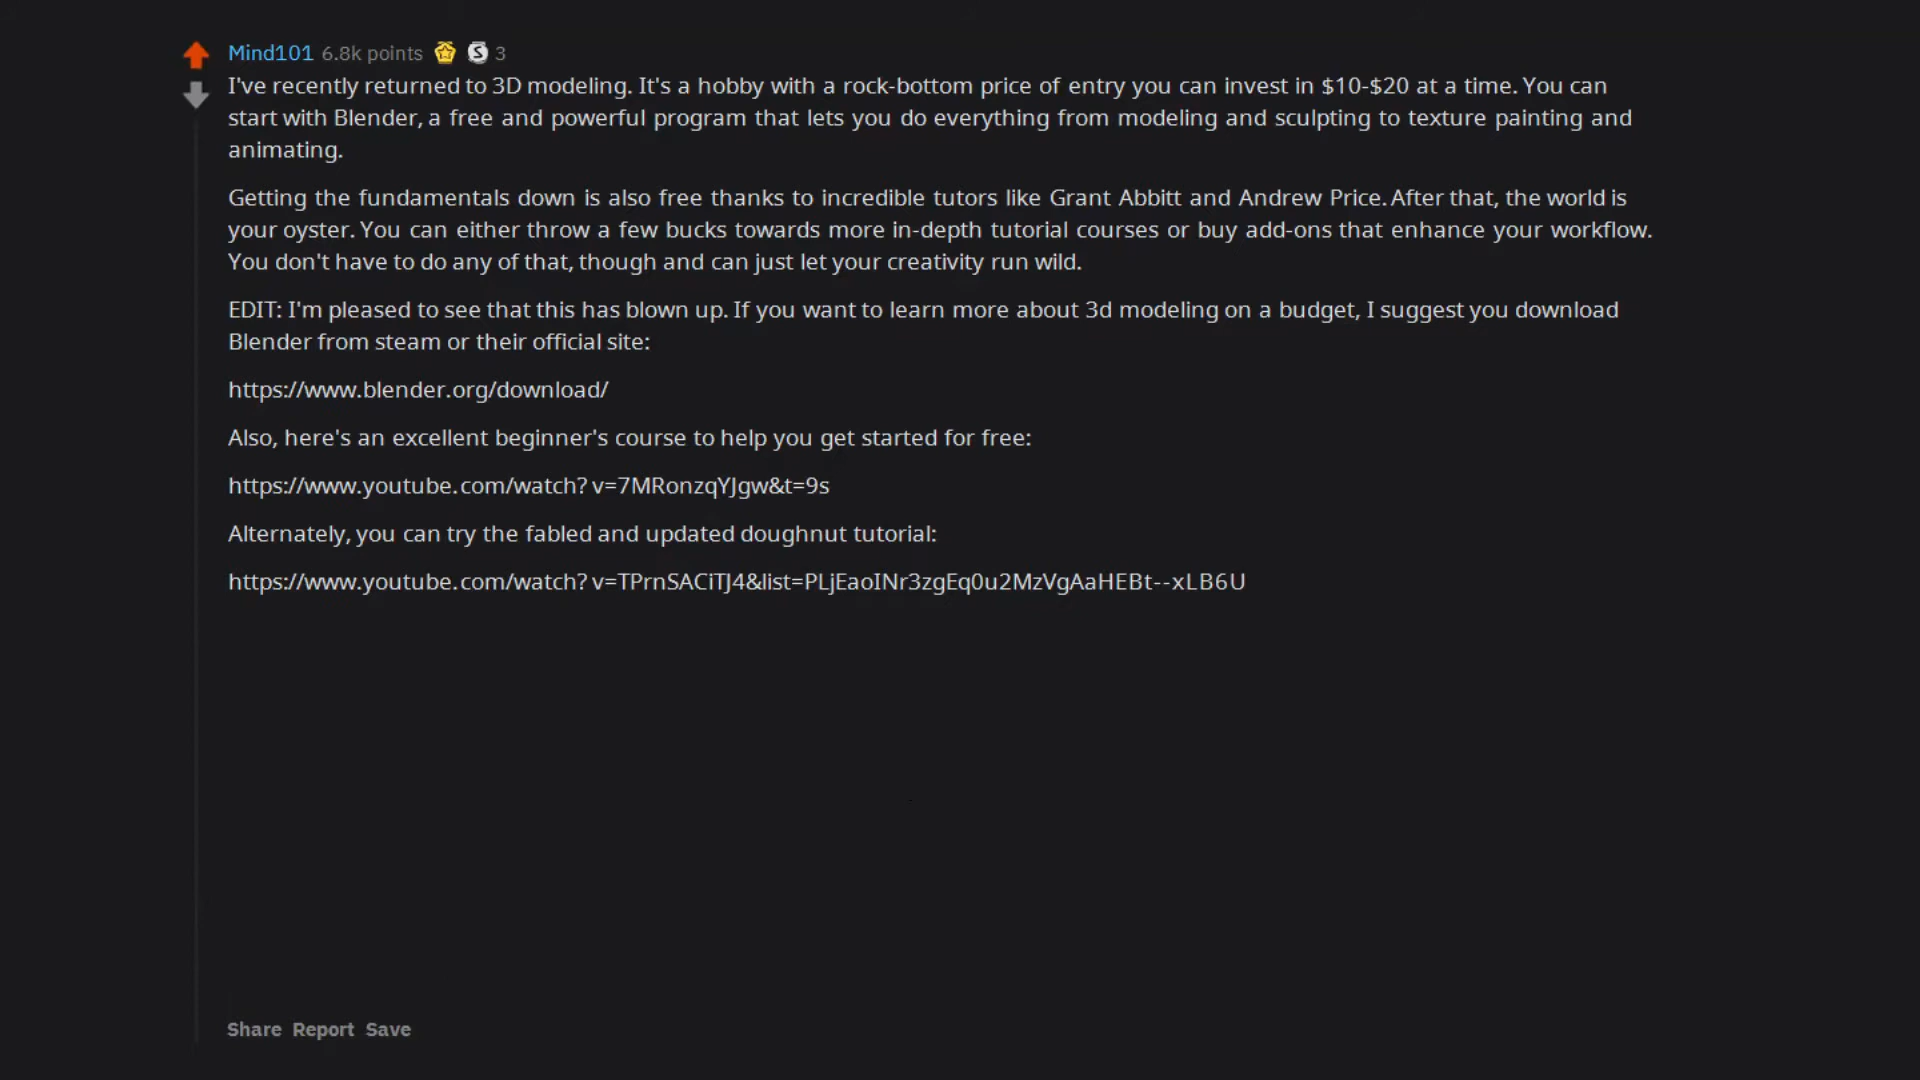 Mind101 6.8k points 3
I've recently returned to 3D modeling. It's a hobby with a rock-bottom price of entry you can invest in $10-$20 at a time. You can
start with Blender, a free and powerful program that lets you do everything from modeling and sculpting to texture painting and
animating.
Getting the fundamentals down is also free thanks to incredible tutors like Grant Abbitt and Andrew Price. After that, the world is
your oyster. You can either throw a few bucks towards more in-depth tutorial courses or buy add-ons that enhance your workflow.
You don't have to do any of that, though and can just let your creativity run wild.
EDIT: I'm pleased to see that this has blown up. If you want to learn more about 3d modeling on a budget, I suggest you download
Blender from steam or their official site:
https://www.blender.org/download/
Also, here's an excellent beginner's course to help you get started for free:
https://www.youtube.com/watch?v=7MRonzqYJgw&t=9s
Alternately, you can try the fabled and updated doughnut tutorial:
https://www.youtube.com/watch?v=TPrnSACiTJ4&list=PLjEaoINr3zgEq0u2MzVgAaHEBt--xLB6U
Share Report Save